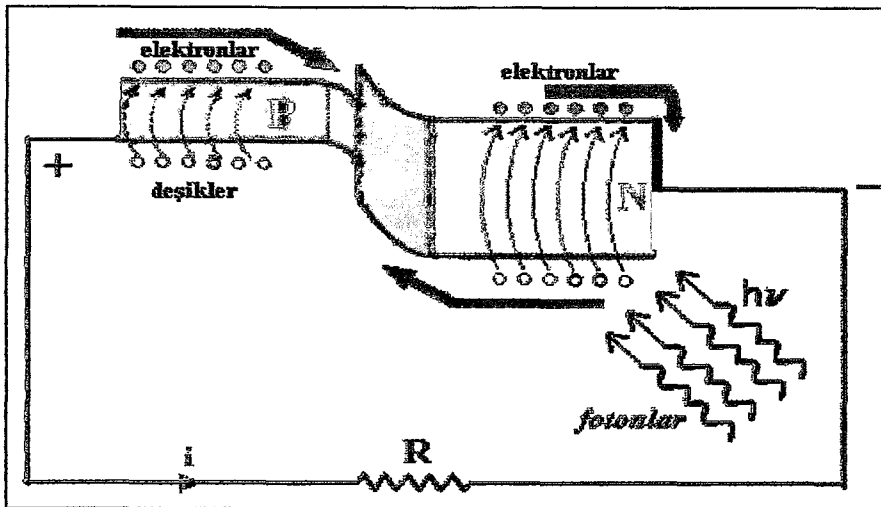 elektronlar
elektronlar
P
N
+
−
deşikler
hν
fotonlar
i
R